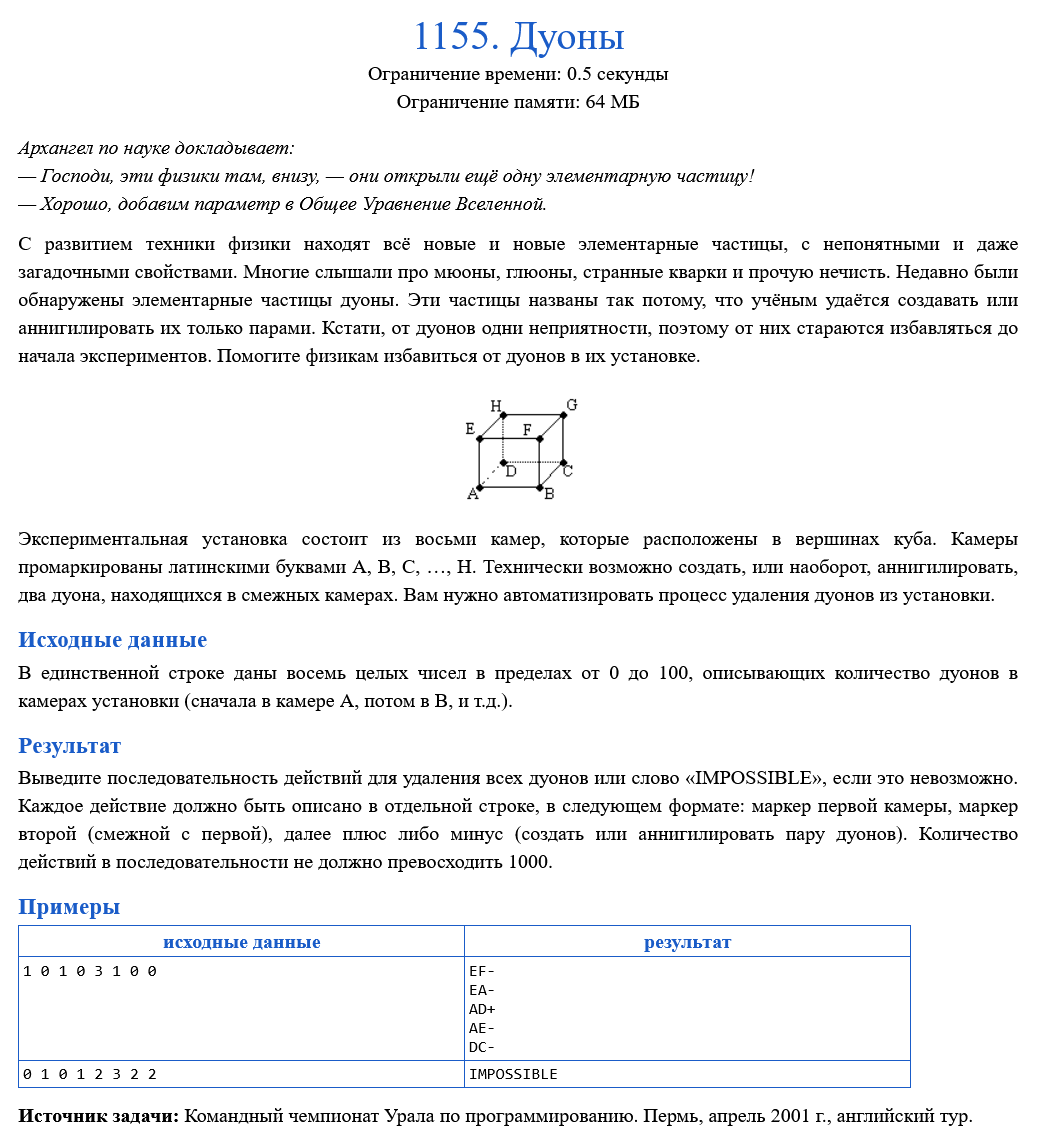 1155. Дуоны
Ограничение времени: 0.5 секунды
Ограничение памяти: 64 МБ
Архангел по науке докладывает:
— Господи, эти физики там, внизу, — они открыли ещё одну элементарную частицу!
— Хорошо, добавим параметр в Общее Уравнение Вселенной.
С развитием техники физики находят всё новые и новые элементарные частицы, с непонятными и даже
загадочными свойствами. Многие слышали про мюоны, глюоны, странные кварки и прочую нечисть. Недавно были
обнаружены элементарные частицы дуоны. Эти частицы названы так потому, что учёным удаётся создавать или
аннигилировать их только парами. Кстати, от дуонов одни неприятности, поэтому от них стараются избавляться до
начала экспериментов. Помогите физикам избавиться от дуонов в их установке.
H G
E F
D C
A B
Экспериментальная установка состоит из восьми камер, которые расположены в вершинах куба. Камеры
промаркированы латинскими буквами A, B, C, …, H. Технически возможно создать, или наоборот, аннигилировать,
два дуона, находящихся в смежных камерах. Вам нужно автоматизировать процесс удаления дуонов из установки.
Исходные данные
В единственной строке даны восемь целых чисел в пределах от 0 до 100, описывающих количество дуонов в
камерах установки (сначала в камере A, потом в B, и т.д.).
Результат
Выведите последовательность действий для удаления всех дуонов или слово «IMPOSSIBLE», если это невозможно.
Каждое действие должно быть описано в отдельной строке, в следующем формате: маркер первой камеры, маркер
второй (смежной с первой), далее плюс либо минус (создать или аннигилировать пару дуонов). Количество
действий в последовательности не должно превосходить 1000.
Примеры
исходные данные результат
1 0 1 0 3 1 0 0 EF-
EA-
AD+
AE-
DC-
0 1 0 1 2 3 2 2 IMPOSSIBLE
Источник задачи: Командный чемпионат Урала по программированию. Пермь, апрель 2001 г., английский тур.